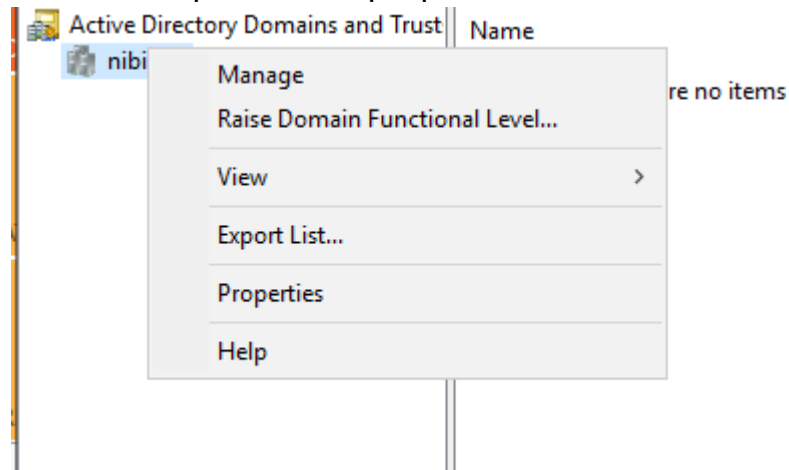 Active Directory Domains and Trust
Name
nibi
re no items
Manage
Raise Domain Functional Level...
View
Export List...
Properties
Help